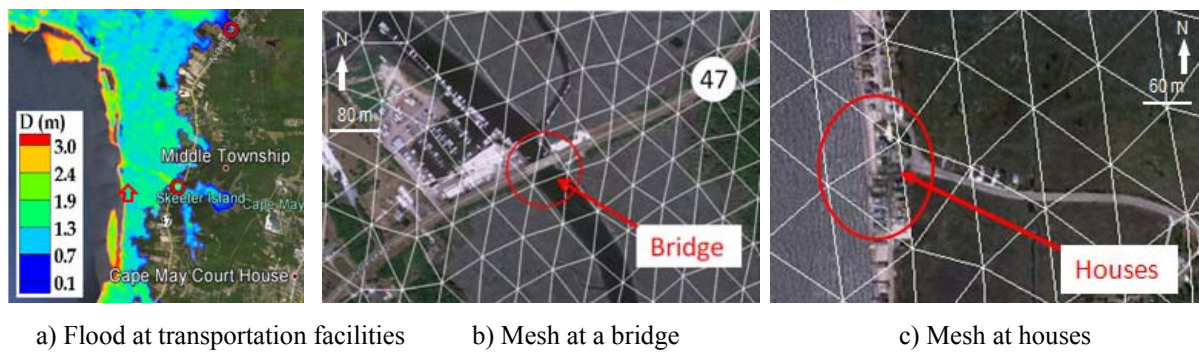 D (m)
3.0
2.4
1.9
1.3
0.7
0.1
Middle Township
Skeeter Island
Cape May
Cape May Court House
N
80 m
47
Bridge
N
60 m
Houses
a) Flood at transportation facilities
b) Mesh at a bridge
c) Mesh at houses